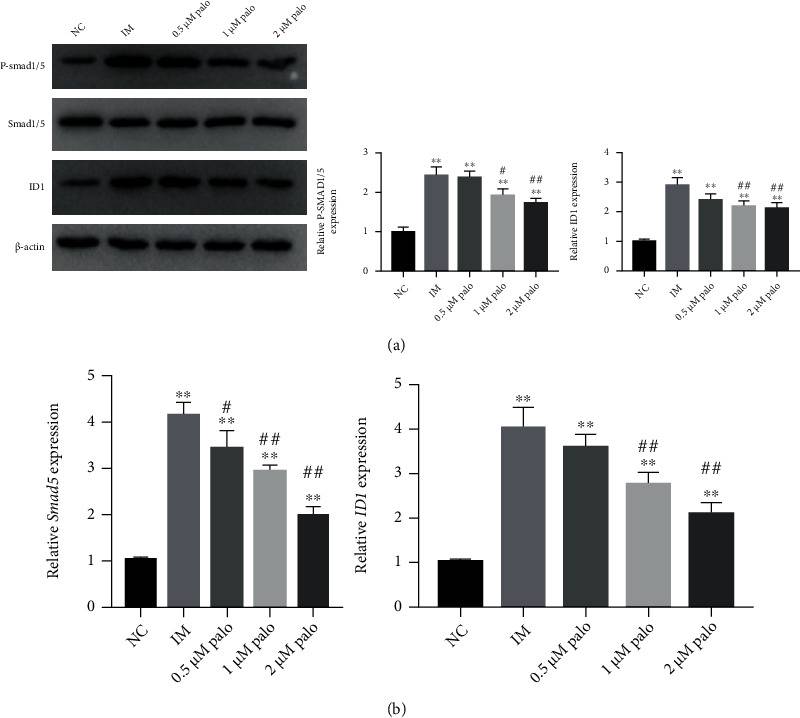 NC IM 0.5 μM palo 1 μM palo 2 μM palo
P-smad1/5
Smad1/5
ID1
β-actin
Relative P-SMAD1/5
expression
3
2
1
0
** ** # ** ## **
NC IM 0.5 μM palo 1 μM palo 2 μM palo
Relative ID1 expression
4
3
2
1
0
** ** ## ** ## **
NC IM 0.5 μM palo 1 μM palo 2 μM palo
(a)
Relative Smad5 expression
5
4
3
2
1
0
** # ** ## ** ## **
NC IM 0.5 μM palo 1 μM palo 2 μM palo
Relative ID1 expression
5
4
3
2
1
0
** ** ## ** ## **
NC IM 0.5 μM palo 1 μM palo 2 μM palo
(b)